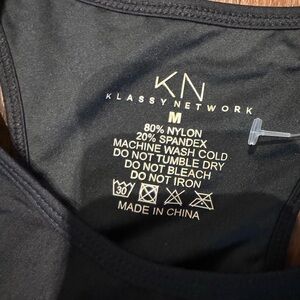 KN
KLASSY NETWORK
M
80% NYLON
20% SPANDEX
MACHINE WASH COLD
DO NOT TUMBLE DRY
DO NOT BLEACH
DO NOT IRON
30
MADE IN CHINA